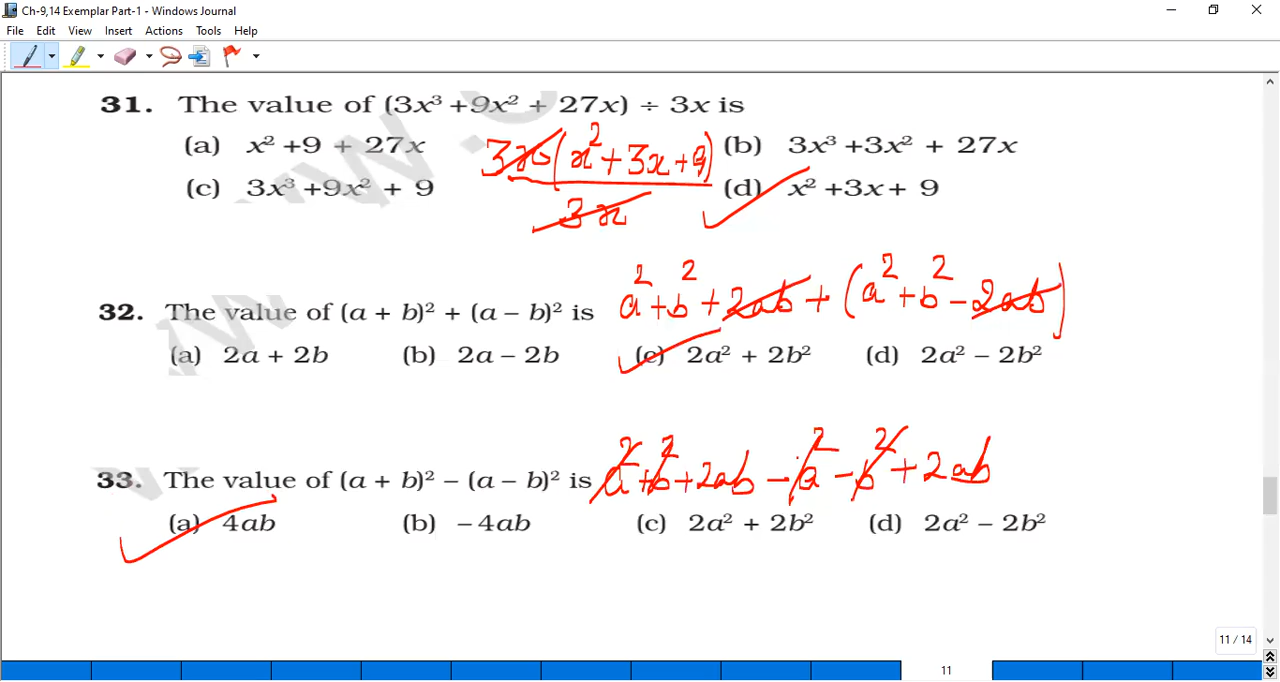 Ch-9,14 Exemplar Part-1 - Windows Journal
File Edit View Insert Actions Tools Help
31. The value of (3x³ +9x² + 27x) ÷ 3x is
(a) x² +9 + 27x
3x(x² + 3x + 9)
(b) 3x³ +3x² + 27x
(c) 3x³ +9x² + 9
3x
(d) x² +3x + 9
a² + b² + 2ab + (a² + b² - 2ab)
32. The value of (a + b)² + (a – b)² is
(a) 2a + 2b (b) 2a – 2b (c) 2a² + 2b² (d) 2a² – 2b²
33. The value of (a + b)² – (a – b)² is a² + b² + 2ab - a² - b² + 2ab
(a) 4ab (b) – 4ab (c) 2a² + 2b² (d) 2a² – 2b²
11 / 14
11